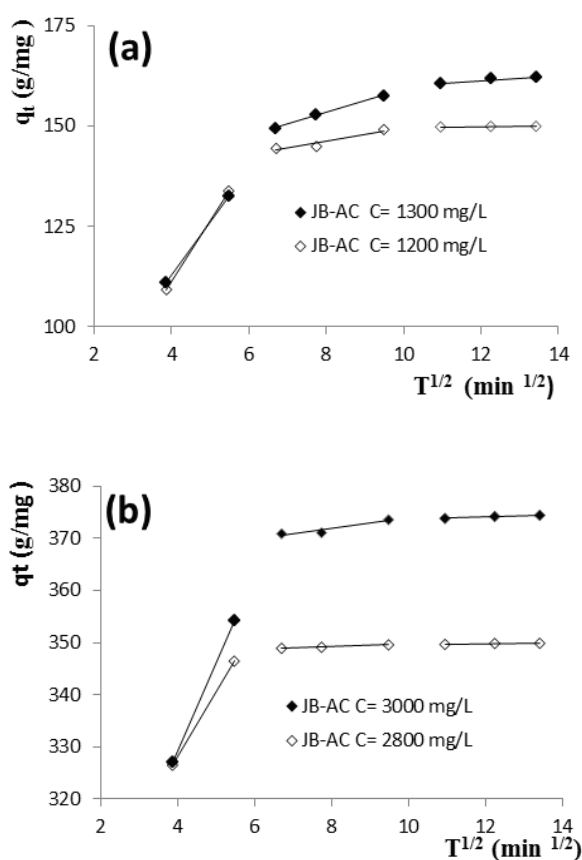 (a)
175
150
125
100
qt (g/mg)
JB-AC C= 1300 mg/L
JB-AC C= 1200 mg/L
2 4 6 8 10 12 14
T1/2 (min 1/2)
(b)
380
370
360
350
340
330
320
qt (g/mg)
JB-AC C= 3000 mg/L
JB-AC C= 2800 mg/L
2 4 6 8 10 12 14
T1/2 (min 1/2)